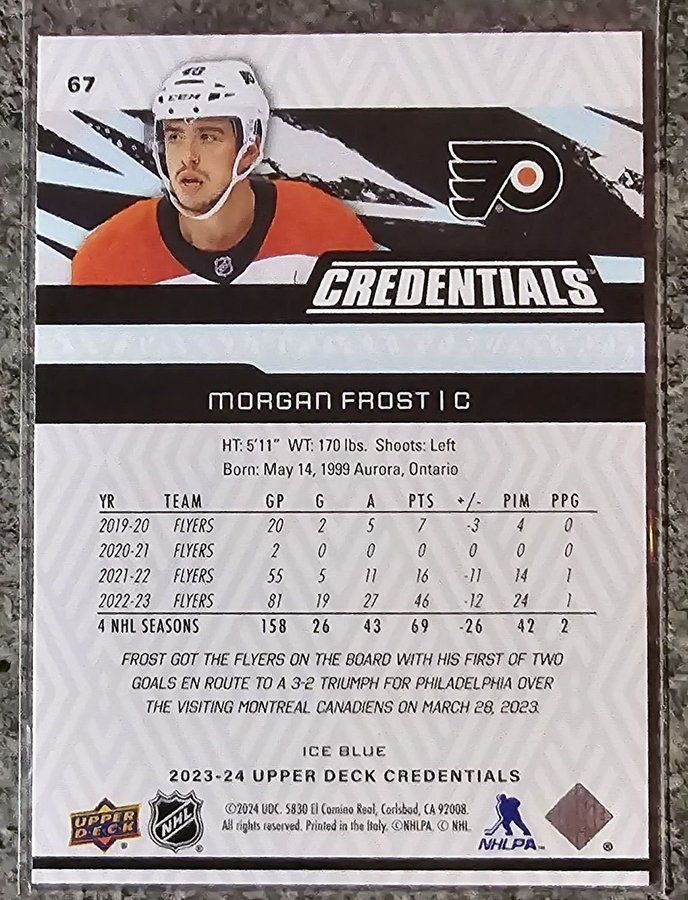 67
48
CCM
CREDENTIALS™
MORGAN FROST | C
HT: 5'11" WT: 170 lbs. Shoots: Left
Born: May 14, 1999 Aurora, Ontario
YR TEAM GP G A PTS +/- PIM PPG
2019-20 FLYERS 20 2 5 7 -3 4 0
2020-21 FLYERS 2 0 0 0 0 0 0
2021-22 FLYERS 55 5 11 16 -11 14 1
2022-23 FLYERS 81 19 27 46 -12 24 1
4 NHL SEASONS 158 26 43 69 -26 42 2
FROST GOT THE FLYERS ON THE BOARD WITH HIS FIRST OF TWO
GOALS EN ROUTE TO A 3-2 TRIUMPH FOR PHILADELPHIA OVER
THE VISITING MONTREAL CANADIENS ON MARCH 28, 2023.
ICE BLUE
2023-24 UPPER DECK CREDENTIALS
UPPER DECK ®
NHL ®
©2024 UDC. 5830 El Camino Real, Carlsbad, CA 92008.
All rights reserved. Printed in the Italy. ©NHLPA. © NHL.
NHLPA™
®